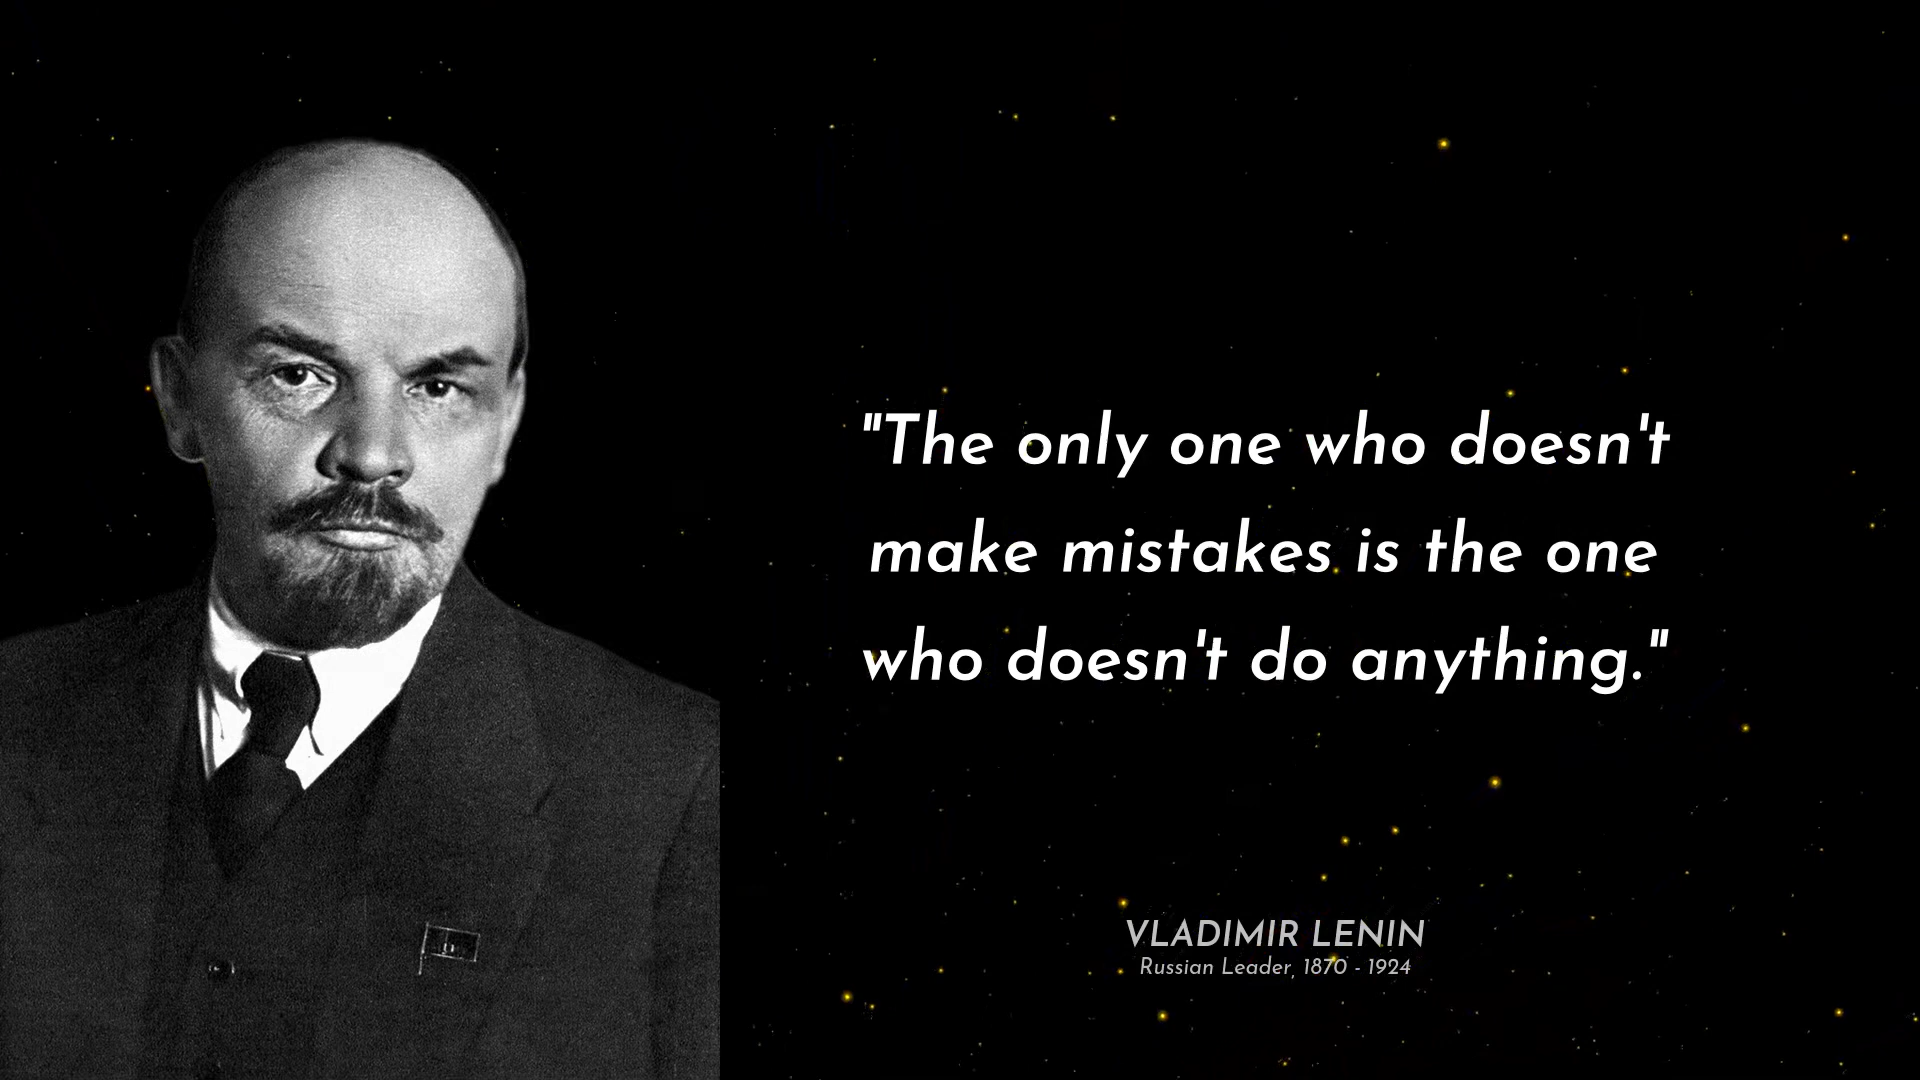 "The only one who doesn't
make mistakes is the one
who doesn't do anything."
VLADIMIR LENIN
Russian Leader, 1870 - 1924